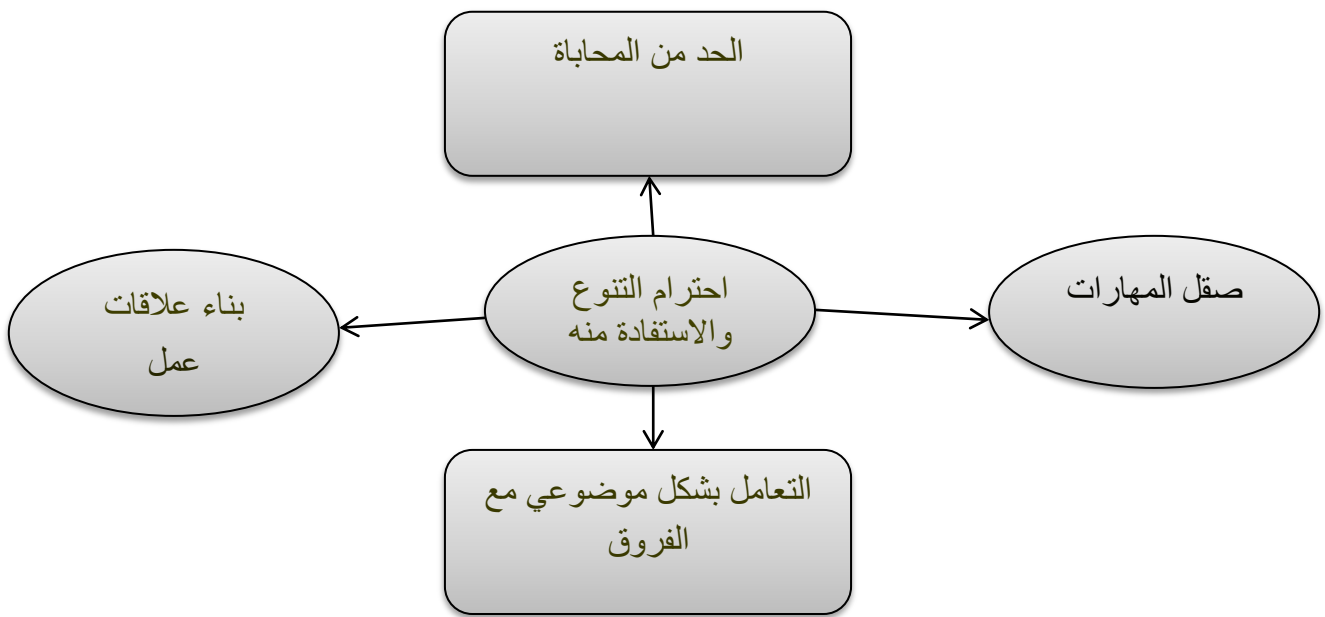 الحد من المحاباة
احترام التنوع
والاستفادة منه
صقل المهارات
بناء علاقات
عمل
التعامل بشكل موضوعي مع
الفروق